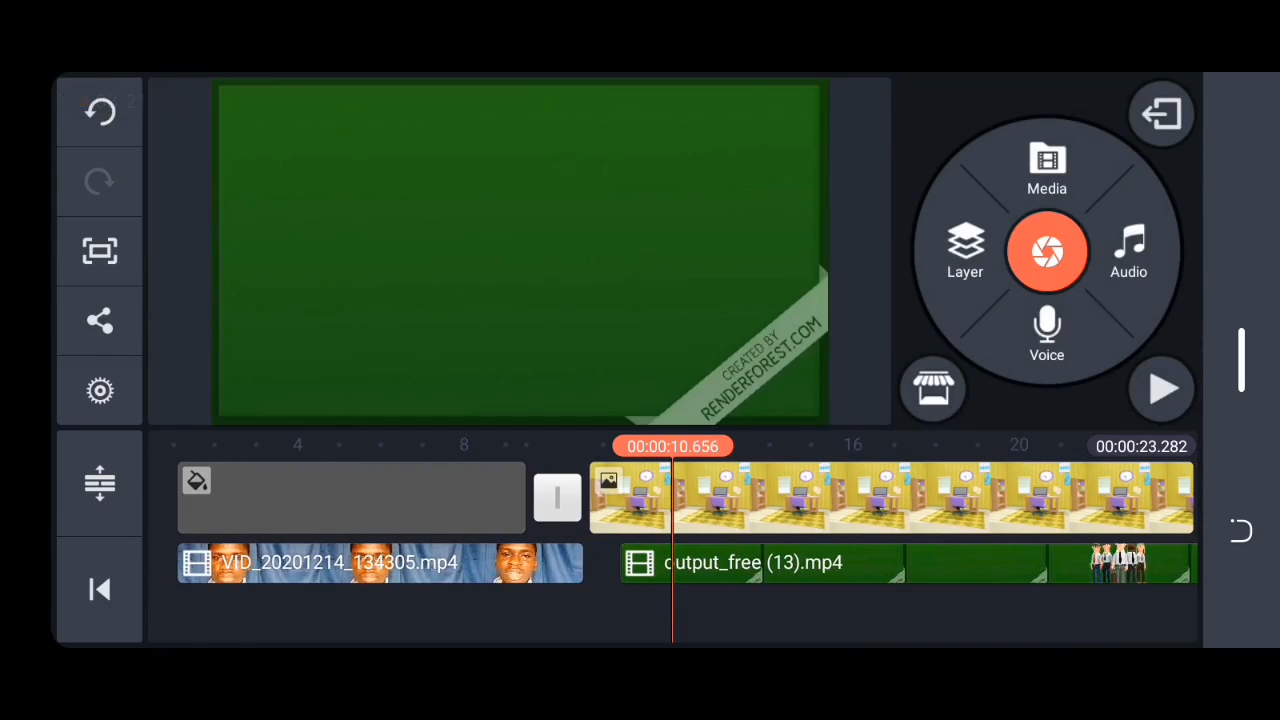 Media
Layer
Audio
Voice
CREATED BY
RENDERFOREST.COM
4
8
00:00:10.656
16
20
00:00:23.282
VID_20201214_134305.mp4
output_free (13).mp4